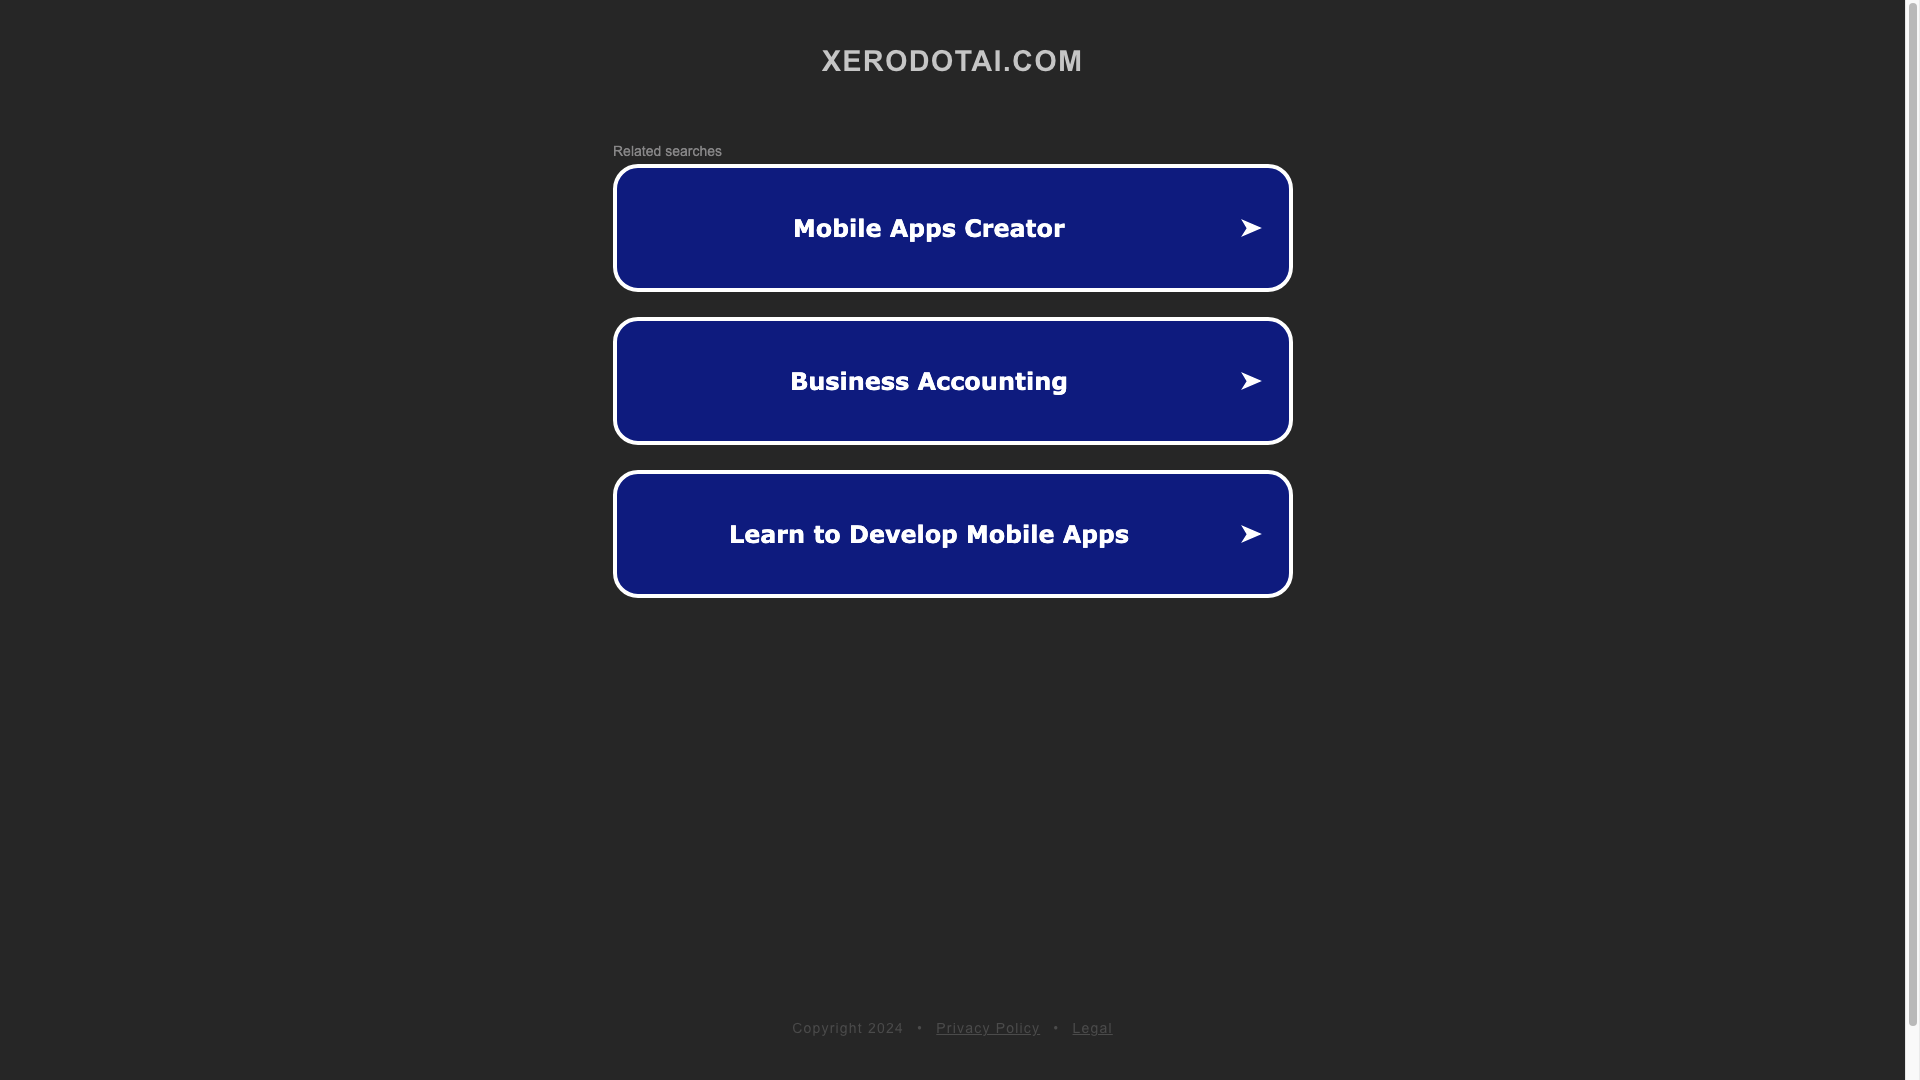 XERODOTAI.COM
Related searches
Mobile Apps Creator
Business Accounting
Learn to Develop Mobile Apps
Copyright 2024 • Privacy Policy • Legal